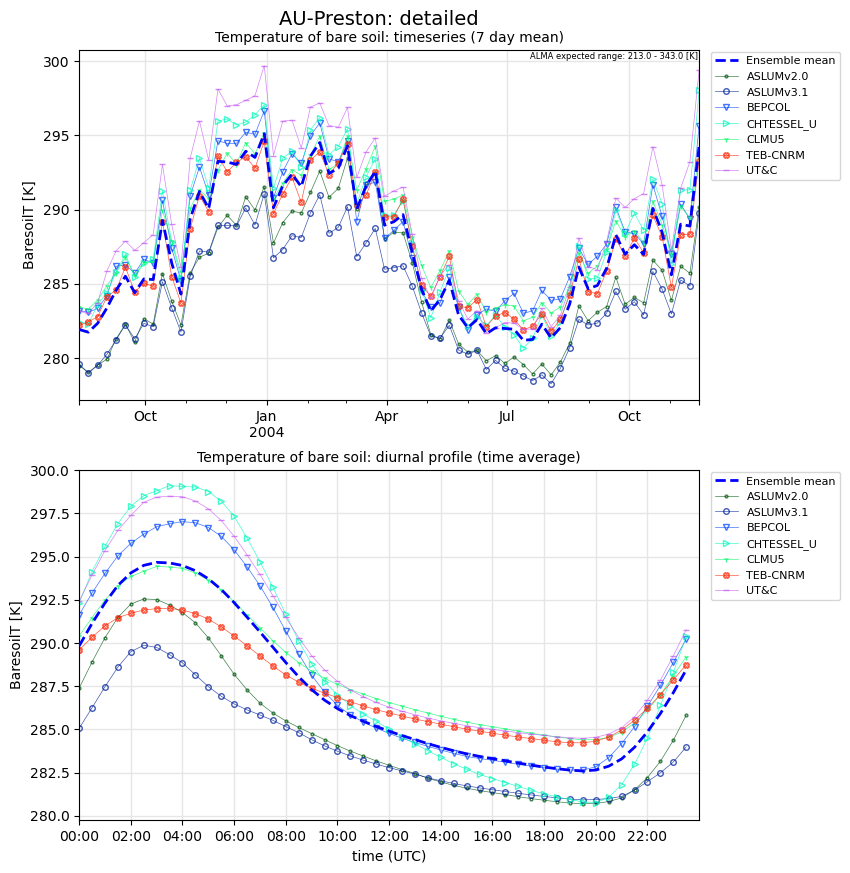 AU-Preston: detailed
Temperature of bare soil: timeseries (7 day mean)
ALMA expected range: 213.0 - 343.0 [K]
300
295
290
285
280
BaresoilT [K]
Oct
Jan
2004
Apr
Jul
Oct
Ensemble mean
ASLUMv2.0
ASLUMv3.1
BEPCOL
CHTESSEL_U
CLMU5
TEB-CNRM
UT&C
Temperature of bare soil: diurnal profile (time average)
300.0
297.5
295.0
292.5
290.0
287.5
285.0
282.5
280.0
BaresoilT [K]
00:00
02:00
04:00
06:00
08:00
10:00
12:00
14:00
16:00
18:00
20:00
22:00
time (UTC)
Ensemble mean
ASLUMv2.0
ASLUMv3.1
BEPCOL
CHTESSEL_U
CLMU5
TEB-CNRM
UT&C